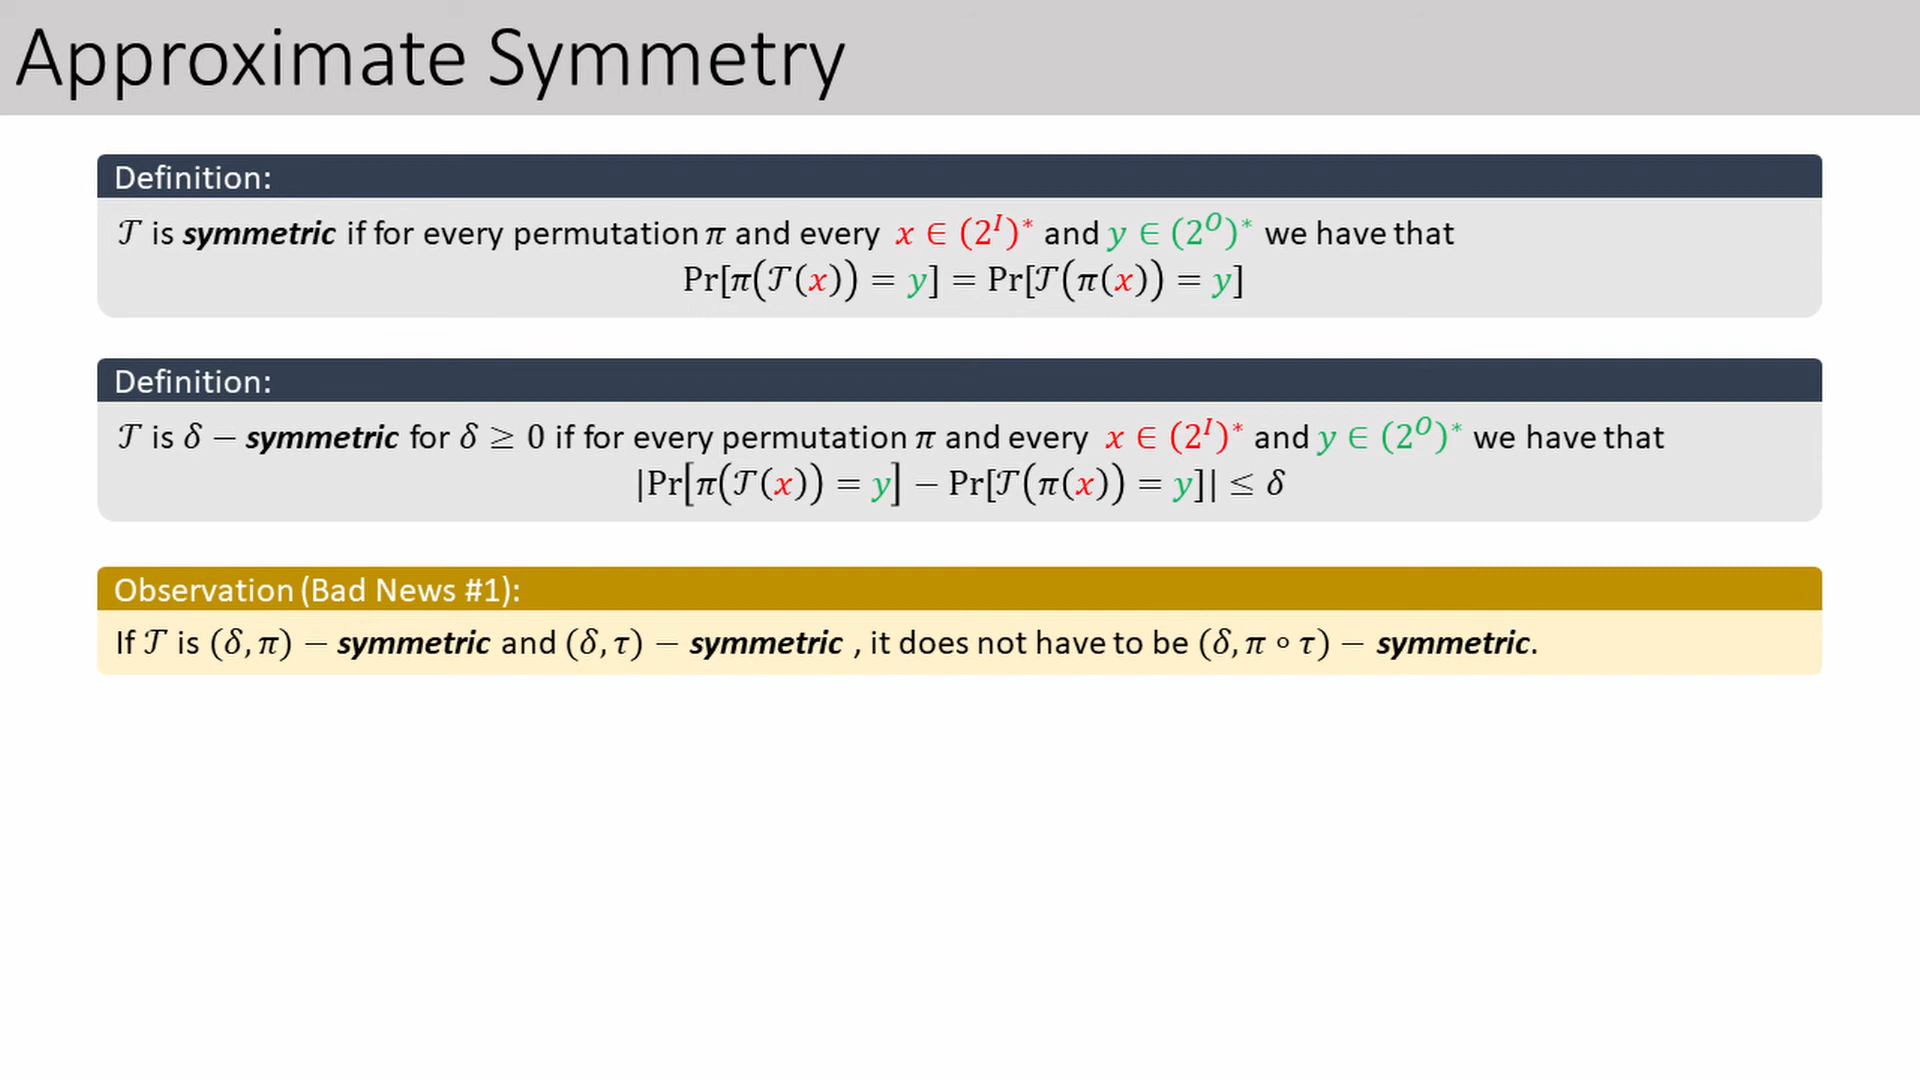 Approximate Symmetry
Definition:
𝒯 is symmetric if for every permutation π and every x ∈ (2^I)^* and y ∈ (2^O)^* we have that
Pr[π(𝒯(x)) = y] = Pr[𝒯(π(x)) = y]
Definition:
𝒯 is δ − symmetric for δ ≥ 0 if for every permutation π and every x ∈ (2^I)^* and y ∈ (2^O)^* we have that
|Pr[π(𝒯(x)) = y] − Pr[𝒯(π(x)) = y]| ≤ δ
Observation (Bad News #1):
If 𝒯 is (δ, π) − symmetric and (δ, τ) − symmetric , it does not have to be (δ, π ∘ τ) − symmetric.